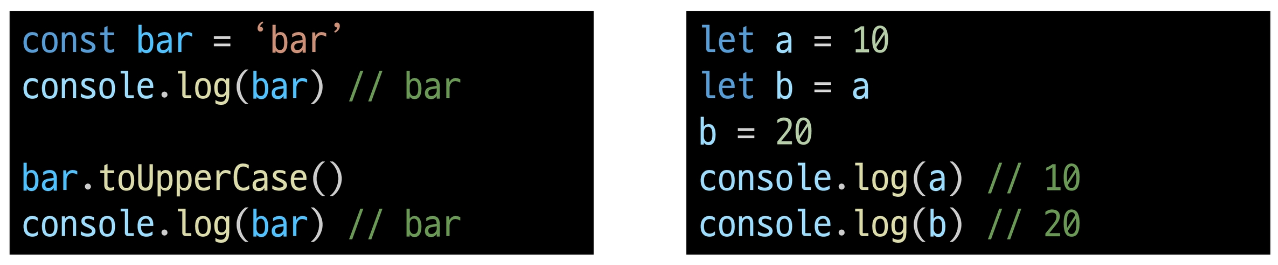 const bar = ‘bar’
console.log(bar) // bar
bar.toUpperCase()
console.log(bar) // bar
let a = 10
let b = a
b = 20
console.log(a) // 10
console.log(b) // 20